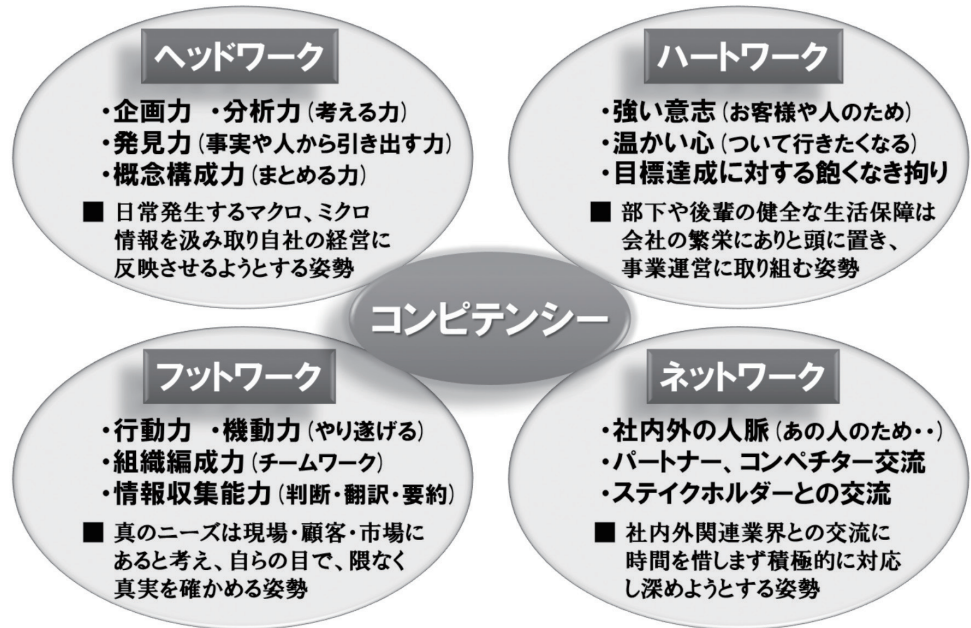 ヘッドワーク
・企画力 ・分析力(考える力)
・発見力(事実や人から引き出す力)
・概念構成力(まとめる力)
■ 日常発生するマクロ、ミクロ
情報を汲み取り自社の経営に
反映させるようとする姿勢
ハートワーク
・強い意志(お客様や人のため)
・温かい心(ついて行きたくなる)
・目標達成に対する飽くなき拘り
■ 部下や後輩の健全な生活保障は
会社の繁栄にありと頭に置き、
事業運営に取り組む姿勢
コンピテンシー
フットワーク
・行動力 ・機動力(やり遂げる)
・組織編成力(チームワーク)
・情報収集能力(判断・翻訳・要約)
■ 真のニーズは現場・顧客・市場に
あると考え、自らの目で、限なく
真実を確かめる姿勢
ネットワーク
・社内外の人脈(あの人のため・・)
・パートナー、コンペチター交流
・ステイクホルダーとの交流
■ 社内外関連業界との交流に
時間を惜しまず積極的に対応
し深めようとする姿勢